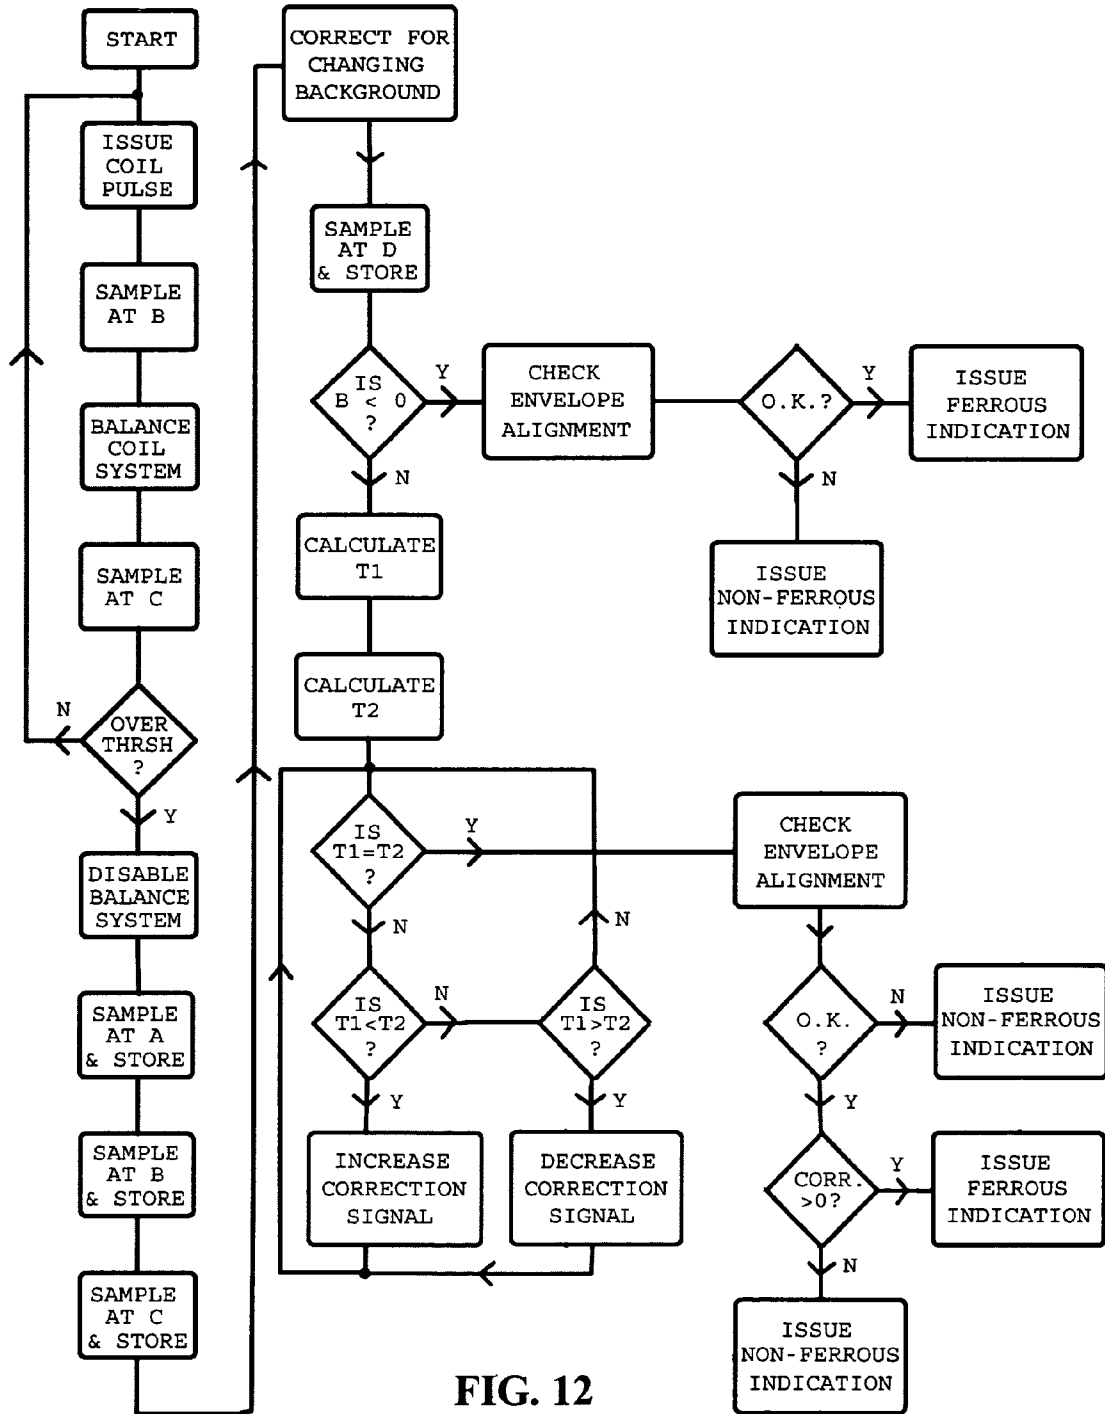 START
ISSUE
COIL
PULSE
SAMPLE
AT B
BALANCE
COIL
SYSTEM
SAMPLE
AT C
OVER
THRSH
?
N
Y
DISABLE
BALANCE
SYSTEM
SAMPLE
AT A
& STORE
SAMPLE
AT B
& STORE
SAMPLE
AT C
& STORE
CORRECT FOR
CHANGING
BACKGROUND
SAMPLE
AT D
& STORE
IS
B < 0
?
Y
N
CHECK
ENVELOPE
ALIGNMENT
O.K.?
Y
N
ISSUE
FERROUS
INDICATION
ISSUE
NON-FERROUS
INDICATION
CALCULATE
T1
CALCULATE
T2
IS
T1=T2
?
Y
N
IS
T1<T2
?
N
Y
IS
T1>T2
?
N
Y
INCREASE
CORRECTION
SIGNAL
DECREASE
CORRECTION
SIGNAL
CHECK
ENVELOPE
ALIGNMENT
O.K.
?
N
Y
ISSUE
NON-FERROUS
INDICATION
CORR.
>0?
Y
N
ISSUE
FERROUS
INDICATION
ISSUE
NON-FERROUS
INDICATION
FIG. 12